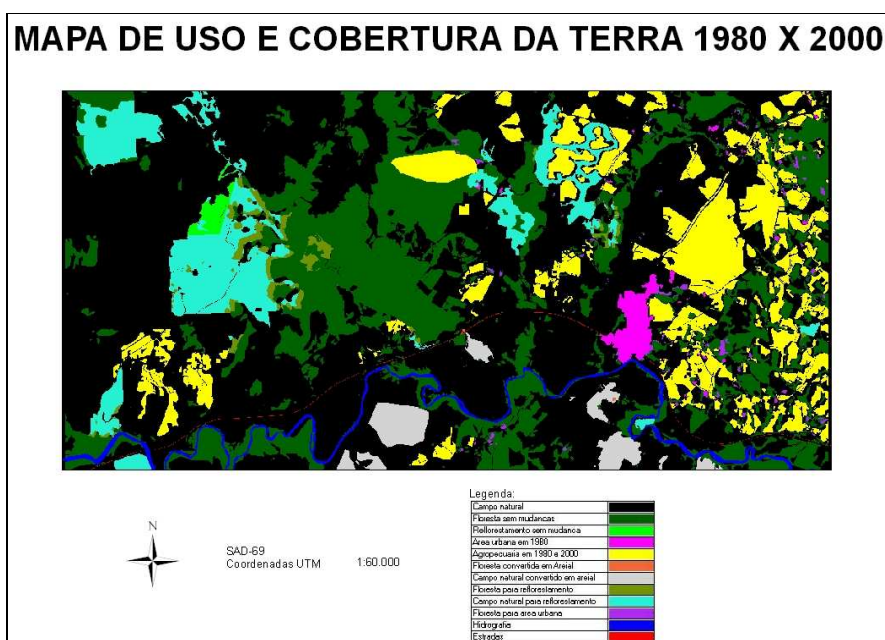 MAPA DE USO E COBERTURA DA TERRA 1980 X 2000
N
SAD-69
Coordenadas UTM 1:60.000
Legenda:
Campo natural
Floresta sem mudancas
Reflorestamento sem mudanca
Area urbana em 1980
Agropecuaria em 1980 e 2000
Floresta convertida em Areial
Campo natural convertido em areial
Floresta para reflorestamento
Campo natural para reflorestamento
Floresta para area urbana
Hidrografia
Estradas